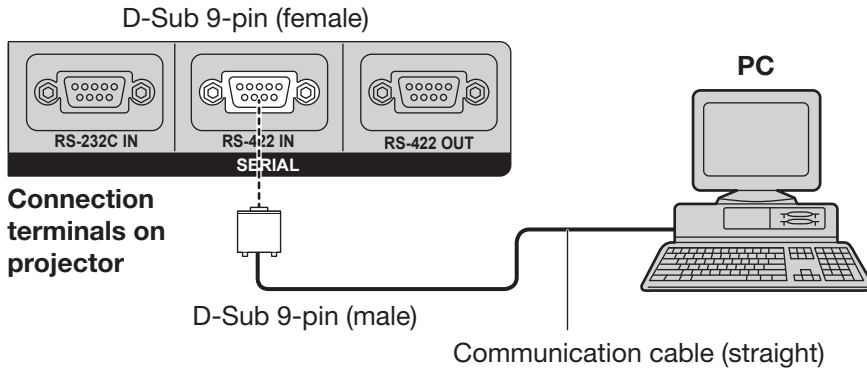 D-Sub 9-pin (female)
PC
RS-232C IN
RS-422 IN
RS-422 OUT
SERIAL
Connection
terminals on
projector
D-Sub 9-pin (male)
Communication cable (straight)